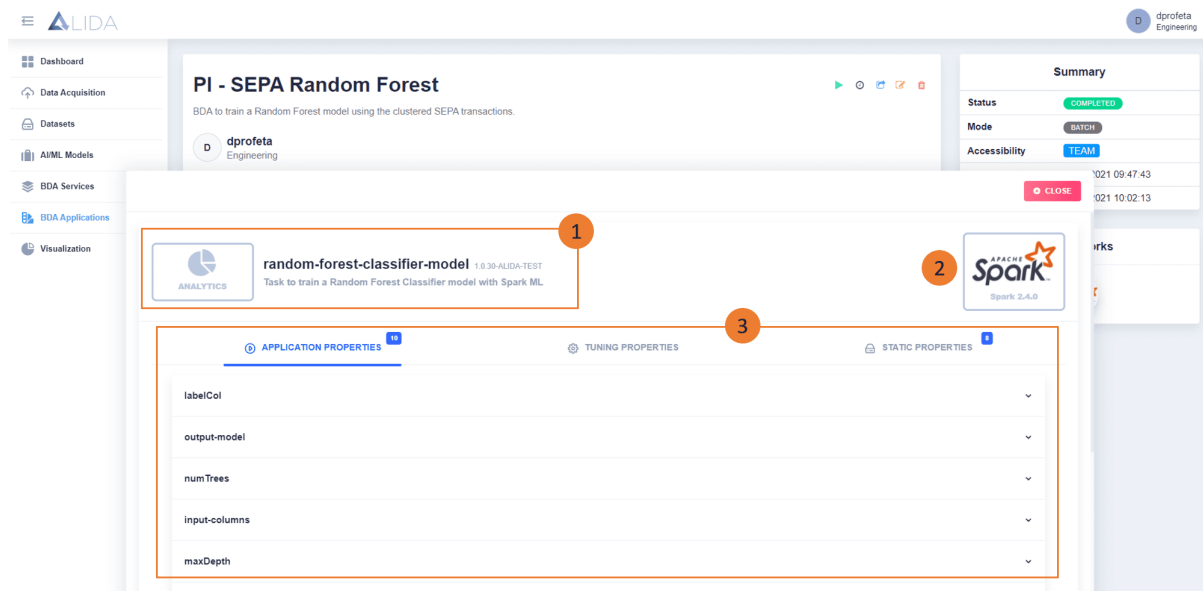 ALIDA
D
dprofeta
Engineering
Dashboard
Data Acquisition
Datasets
AI/ML Models
BDA Services
BDA Applications
Visualization
PI - SEPA Random Forest
BDA to train a Random Forest model using the clustered SEPA transactions.
D
dprofeta
Engineering
Summary
Status COMPLETED
Mode BATCH
Accessibility TEAM
021 09:47:43
021 10:02:13
orks
CLOSE
1
ANALYTICS
random-forest-classifier-model 1.0.30-ALIDA-TEST
Task to train a Random Forest Classifier model with Spark ML
2
APACHE
Spark
Spark 2.4.0
3
APPLICATION PROPERTIES 10
TUNING PROPERTIES
STATIC PROPERTIES 8
labelCol
output-model
numTrees
input-columns
maxDepth